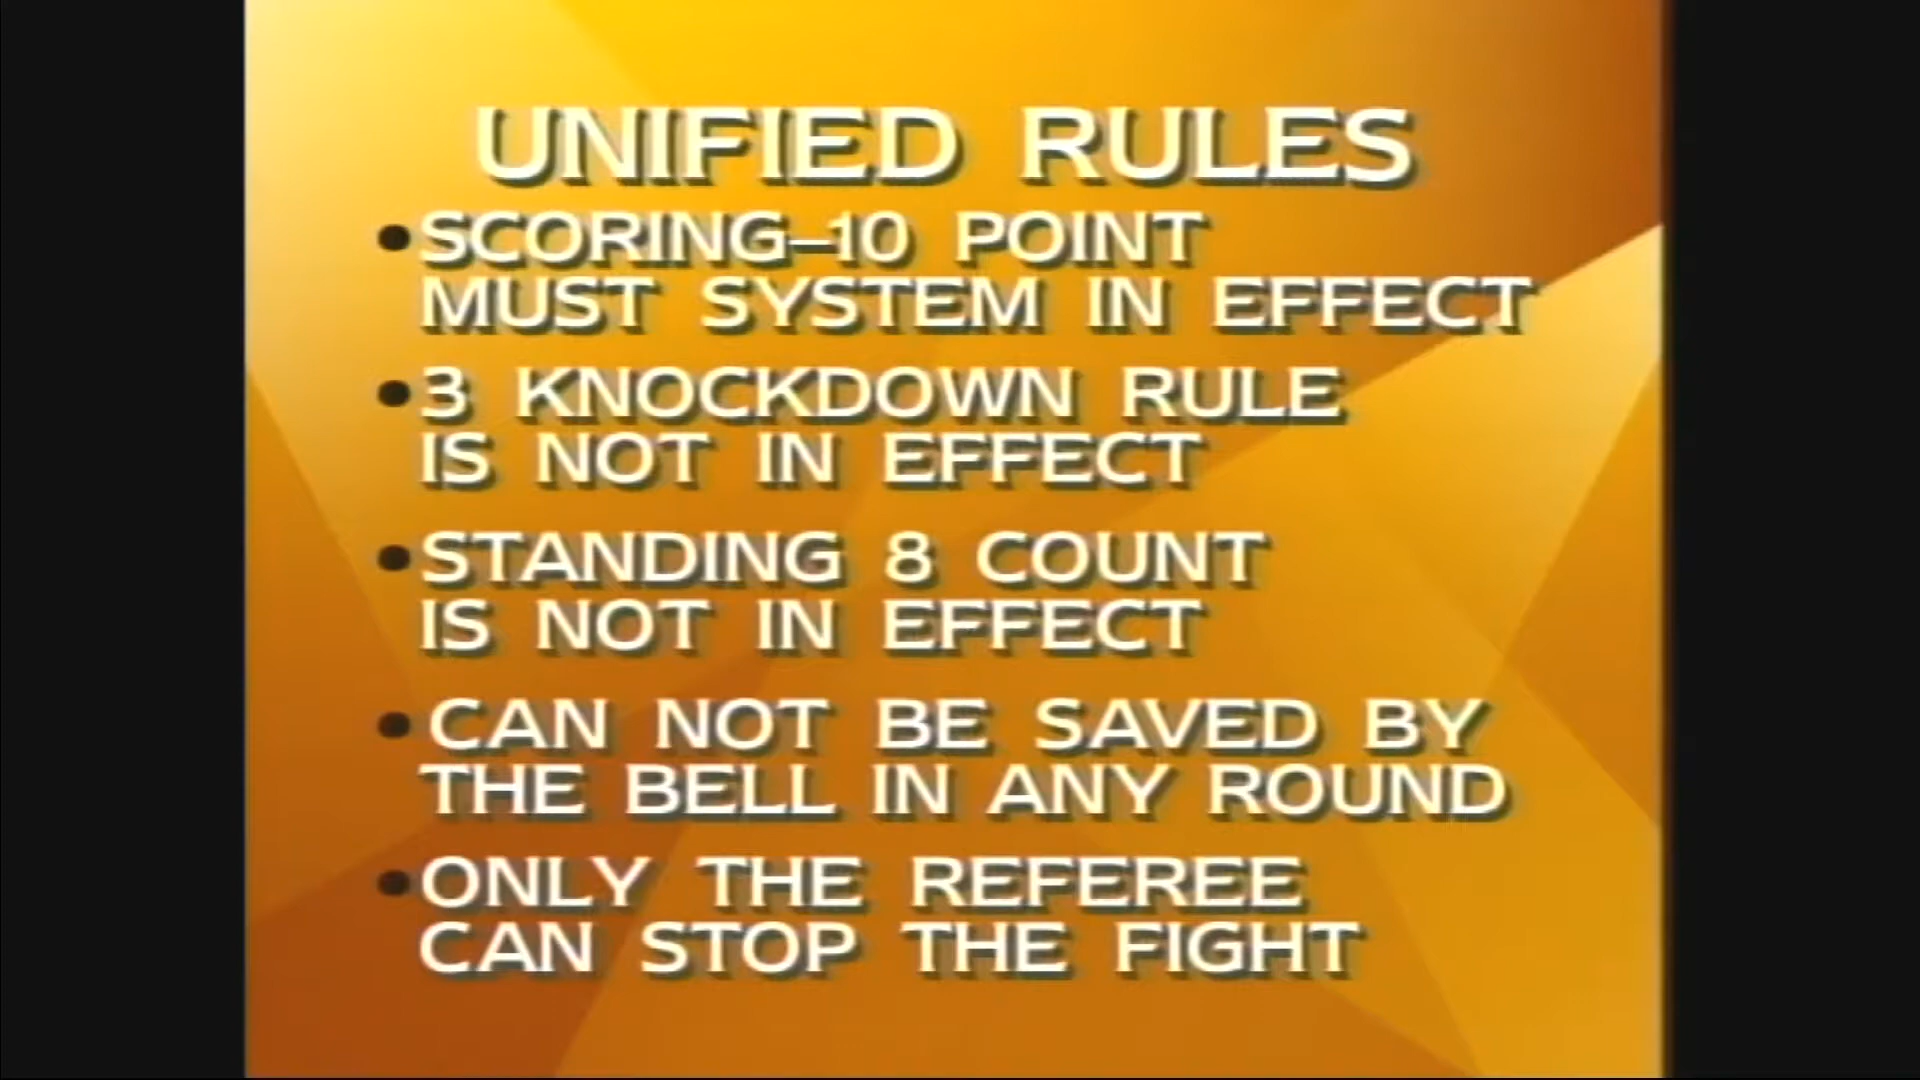 UNIFIED RULES
•SCORING–10 POINT
MUST SYSTEM IN EFFECT
•3 KNOCKDOWN RULE
IS NOT IN EFFECT
•STANDING 8 COUNT
IS NOT IN EFFECT
•CAN NOT BE SAVED BY
THE BELL IN ANY ROUND
•ONLY THE REFEREE
CAN STOP THE FIGHT